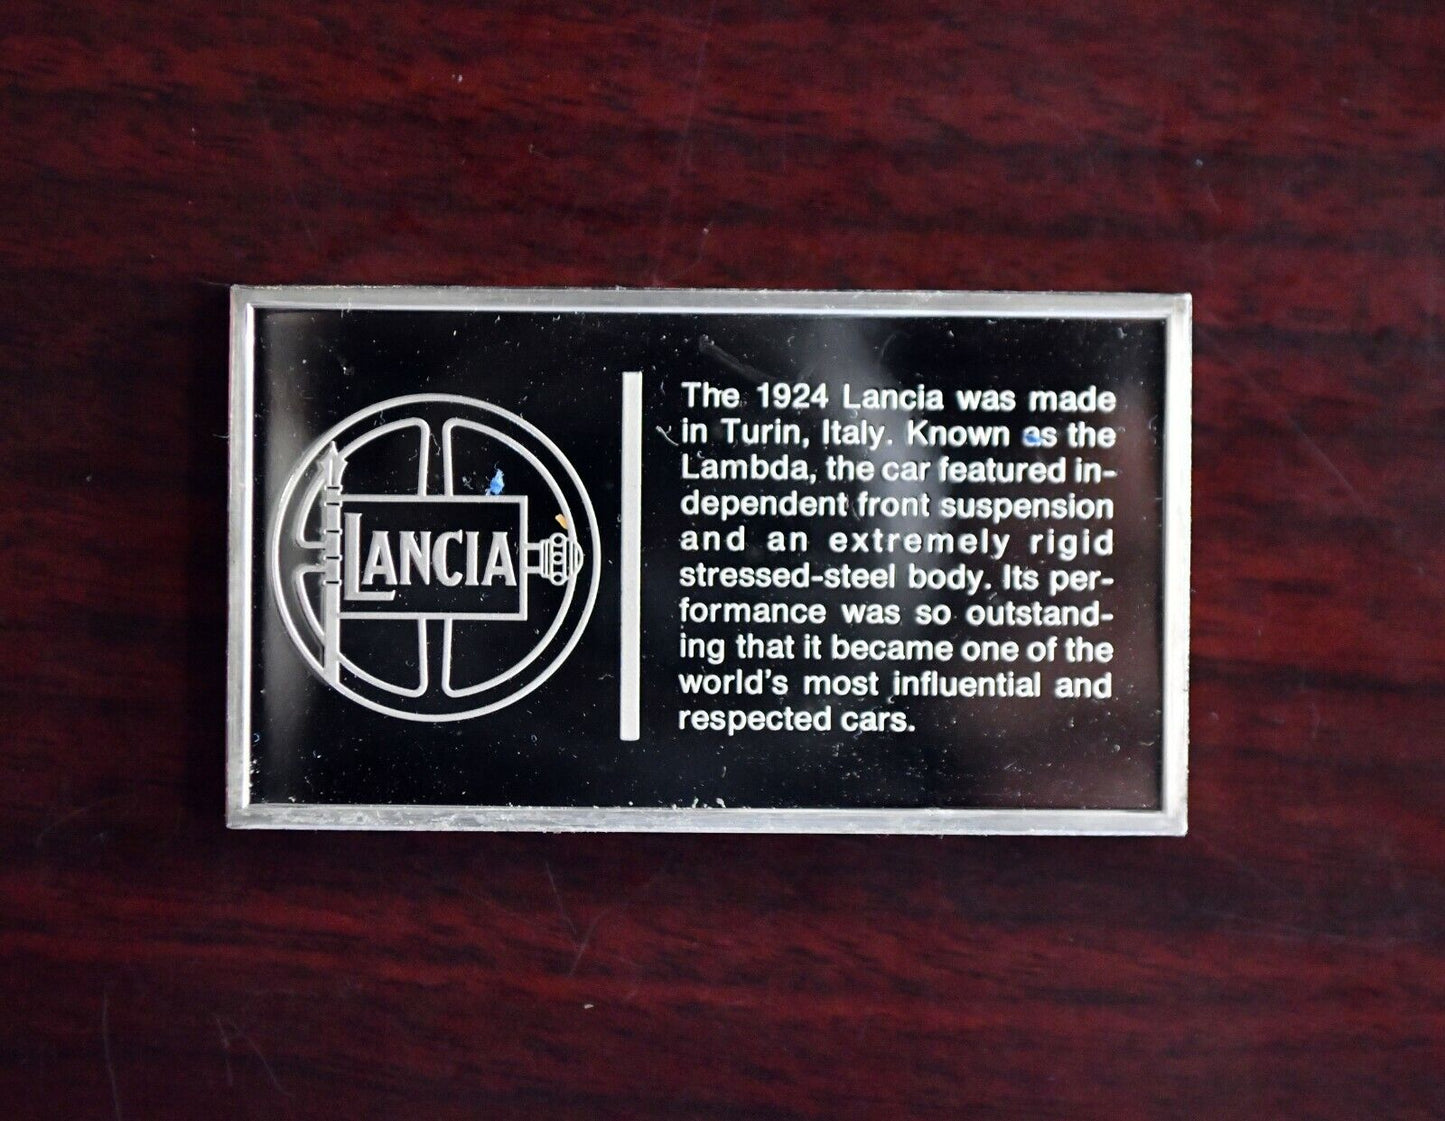 LANCIA
The 1924 Lancia was made
in Turin, Italy. Known as the
Lambda, the car featured in-
dependent front suspension
and an extremely rigid
stressed-steel body. Its per-
formance was so outstand-
ing that it became one of the
world's most influential and
respected cars.